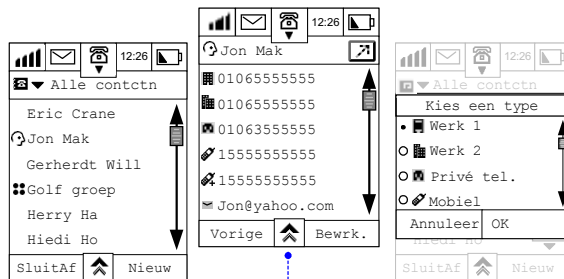 12:26
Alle contctn
Eric Crane
Jon Mak
Gerherdt Will
Golf groep
Herry Ha
Hiedi Ho
SluitAf Nieuw
12:26
Jon Mak
01065555555
01065555555
01063555555
15555555555
15555555555
Jon@yahoo.com
Vorige Bewrk.
12:26
Alle contctn
Kies een type
Werk 1
Werk 2
Privé tel.
Mobiel
Annuleer OK
Hiedi Ho
SluitAf Nieuw